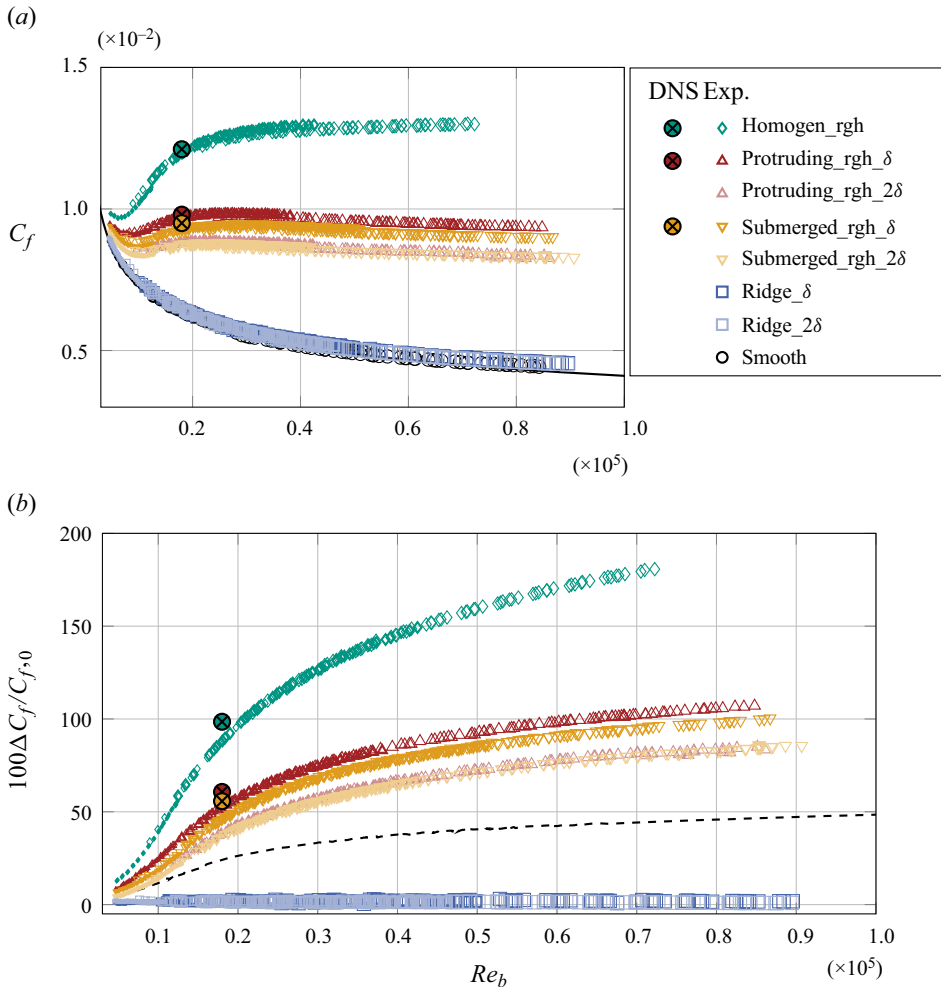 (a)
(×10⁻²)
1.5
1.0
0.5
C_f
0.2 0.4 0.6 0.8 1.0
(×10⁵)
DNS Exp.
Homogen_rgh
Protruding_rgh_δ
Protruding_rgh_2δ
Submerged_rgh_δ
Submerged_rgh_2δ
Ridge_δ
Ridge_2δ
Smooth
(b)
200
150
100
50
0
100ΔC_f/C_{f,0}
0.1 0.2 0.3 0.4 0.5 0.6 0.7 0.8 0.9 1.0
Re_b
(×10⁵)